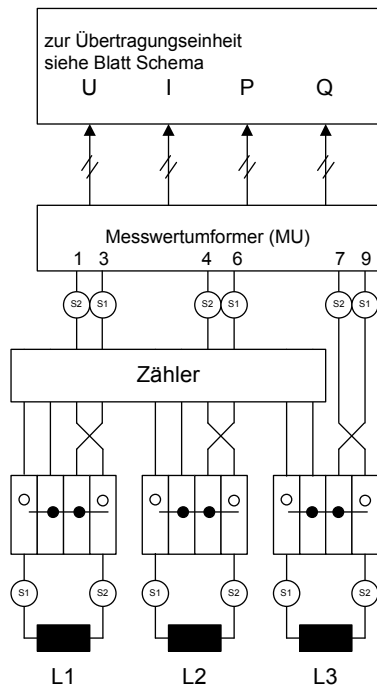 zur Übertragungseinheit
siehe Blatt Schema
U I P Q
Messwertumformer (MU)
1 3 4 6 7 9
S2 S1 S2 S1 S2 S1
Zähler
S1 S2 S1 S2 S1 S2
L1 L2 L3